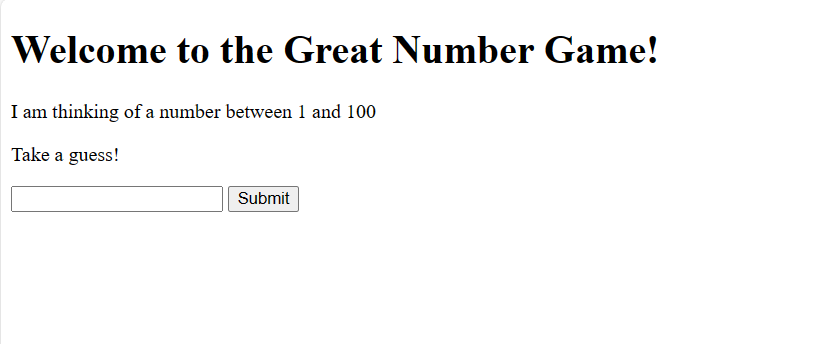 Welcome to the Great Number Game!
I am thinking of a number between 1 and 100
Take a guess!
Submit